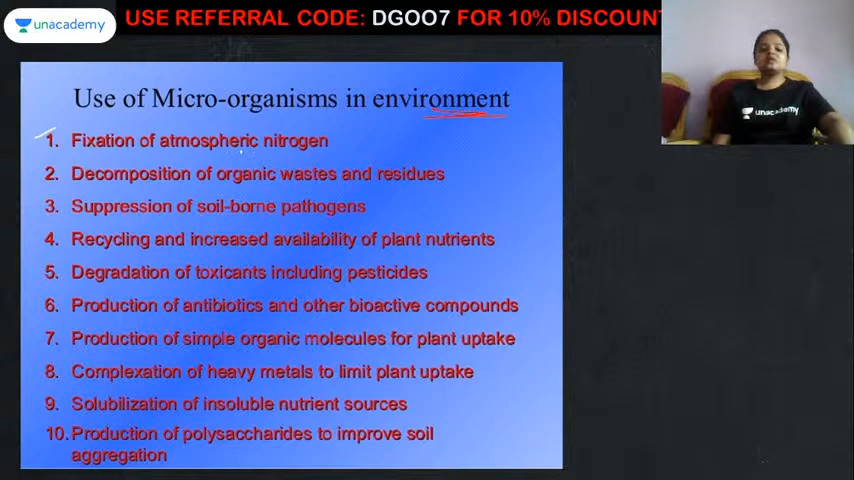 USE REFERRAL CODE: DGOO7 FOR 10% DISCOUNT
unacademy
unacademy
Use of Micro-organisms in environment
1. Fixation of atmospheric nitrogen
2. Decomposition of organic wastes and residues
3. Suppression of soil-borne pathogens
4. Recycling and increased availability of plant nutrients
5. Degradation of toxicants including pesticides
6. Production of antibiotics and other bioactive compounds
7. Production of simple organic molecules for plant uptake
8. Complexation of heavy metals to limit plant uptake
9. Solubilization of insoluble nutrient sources
10. Production of polysaccharides to improve soil
aggregation